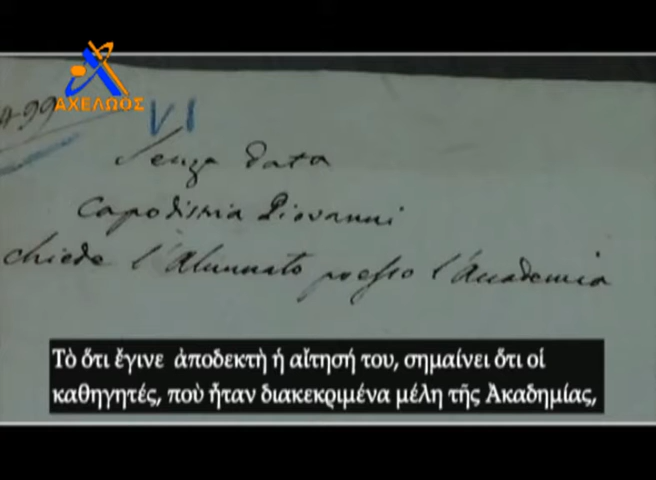 ΑΧΕΛΩΟΣ
VI
Senza data
Capodistria Giovanni
chiede l'Alunnato presso l'Accademia
Τὸ ὅτι ἔγινε ἀποδεκτὴ ἡ αἴτησή του, σημαίνει ὅτι οἱ
καθηγητές, ποὺ ἦταν διακεκριμένα μέλη τῆς Ἀκαδημίας,